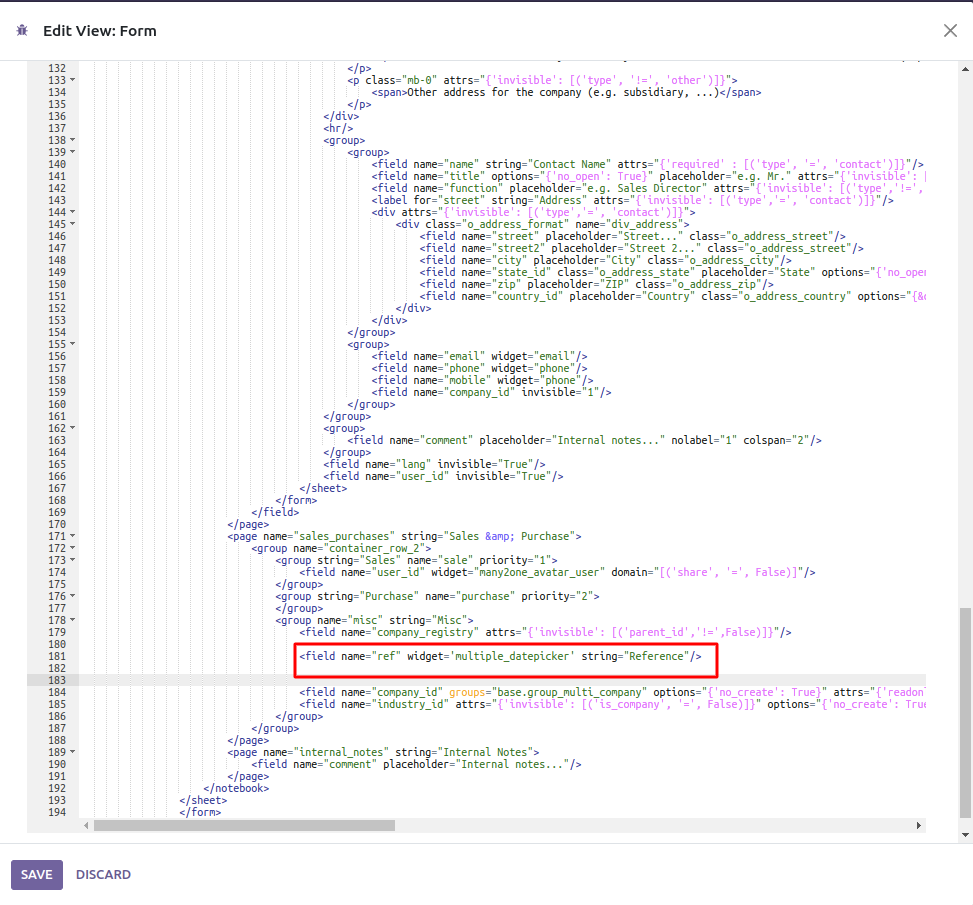 Edit View: Form
132 </p>
133 <p class="mb-0" attrs="{'invisible': [('type', '!=', 'other')]}">
134 <span>Other address for the company (e.g. subsidiary, ...)</span>
135 </p>
136 </div>
137 <hr/>
138 <group>
139 <group>
140 <field name="name" string="Contact Name" attrs="{'required' : [('type', '=', 'contact')]}"/>
141 <field name="title" options="{'no_open': True}" placeholder="e.g. Mr." attrs="{'invisible': [
142 <field name="function" placeholder="e.g. Sales Director" attrs="{'invisible': [('type','!=',
143 <label for="street" string="Address" attrs="{'invisible': [('type','=', 'contact')]}"/>
144 <div attrs="{'invisible': [('type','=', 'contact')]}">
145 <div class="o_address_format" name="div_address">
146 <field name="street" placeholder="Street..." class="o_address_street"/>
147 <field name="street2" placeholder="Street 2..." class="o_address_street"/>
148 <field name="city" placeholder="City" class="o_address_city"/>
149 <field name="state_id" class="o_address_state" placeholder="State" options="{'no_open
150 <field name="zip" placeholder="ZIP" class="o_address_zip"/>
151 <field name="country_id" placeholder="Country" class="o_address_country" options="{&q
152 </div>
153 </div>
154 </group>
155 <group>
156 <field name="email" widget="email"/>
157 <field name="phone" widget="phone"/>
158 <field name="mobile" widget="phone"/>
159 <field name="company_id" invisible="1"/>
160 </group>
161 </group>
162 <group>
163 <field name="comment" placeholder="Internal notes..." nolabel="1" colspan="2"/>
164 </group>
165 <field name="lang" invisible="True"/>
166 <field name="user_id" invisible="True"/>
167 </sheet>
168 </form>
169 </field>
170 </page>
171 <page name="sales_purchases" string="Sales &amp; Purchase">
172 <group name="container_row_2">
173 <group string="Sales" name="sale" priority="1">
174 <field name="user_id" widget="many2one_avatar_user" domain="[('share', '=', False)]"/>
175 </group>
176 <group string="Purchase" name="purchase" priority="2">
177 </group>
178 <group name="misc" string="Misc">
179 <field name="company_registry" attrs="{'invisible': [('parent_id','!=',False)]}"/>
180
181 <field name="ref" widget='multiple_datepicker' string="Reference"/>
182
183
184 <field name="company_id" groups="base.group_multi_company" options="{'no_create': True}" attrs="{'readonl
185 <field name="industry_id" attrs="{'invisible': [('is_company', '=', False)]}" options="{'no_create': True
186 </group>
187 </group>
188 </page>
189 <page name="internal_notes" string="Internal Notes">
190 <field name="comment" placeholder="Internal notes..."/>
191 </page>
192 </notebook>
193 </sheet>
194 </form>
SAVE DISCARD